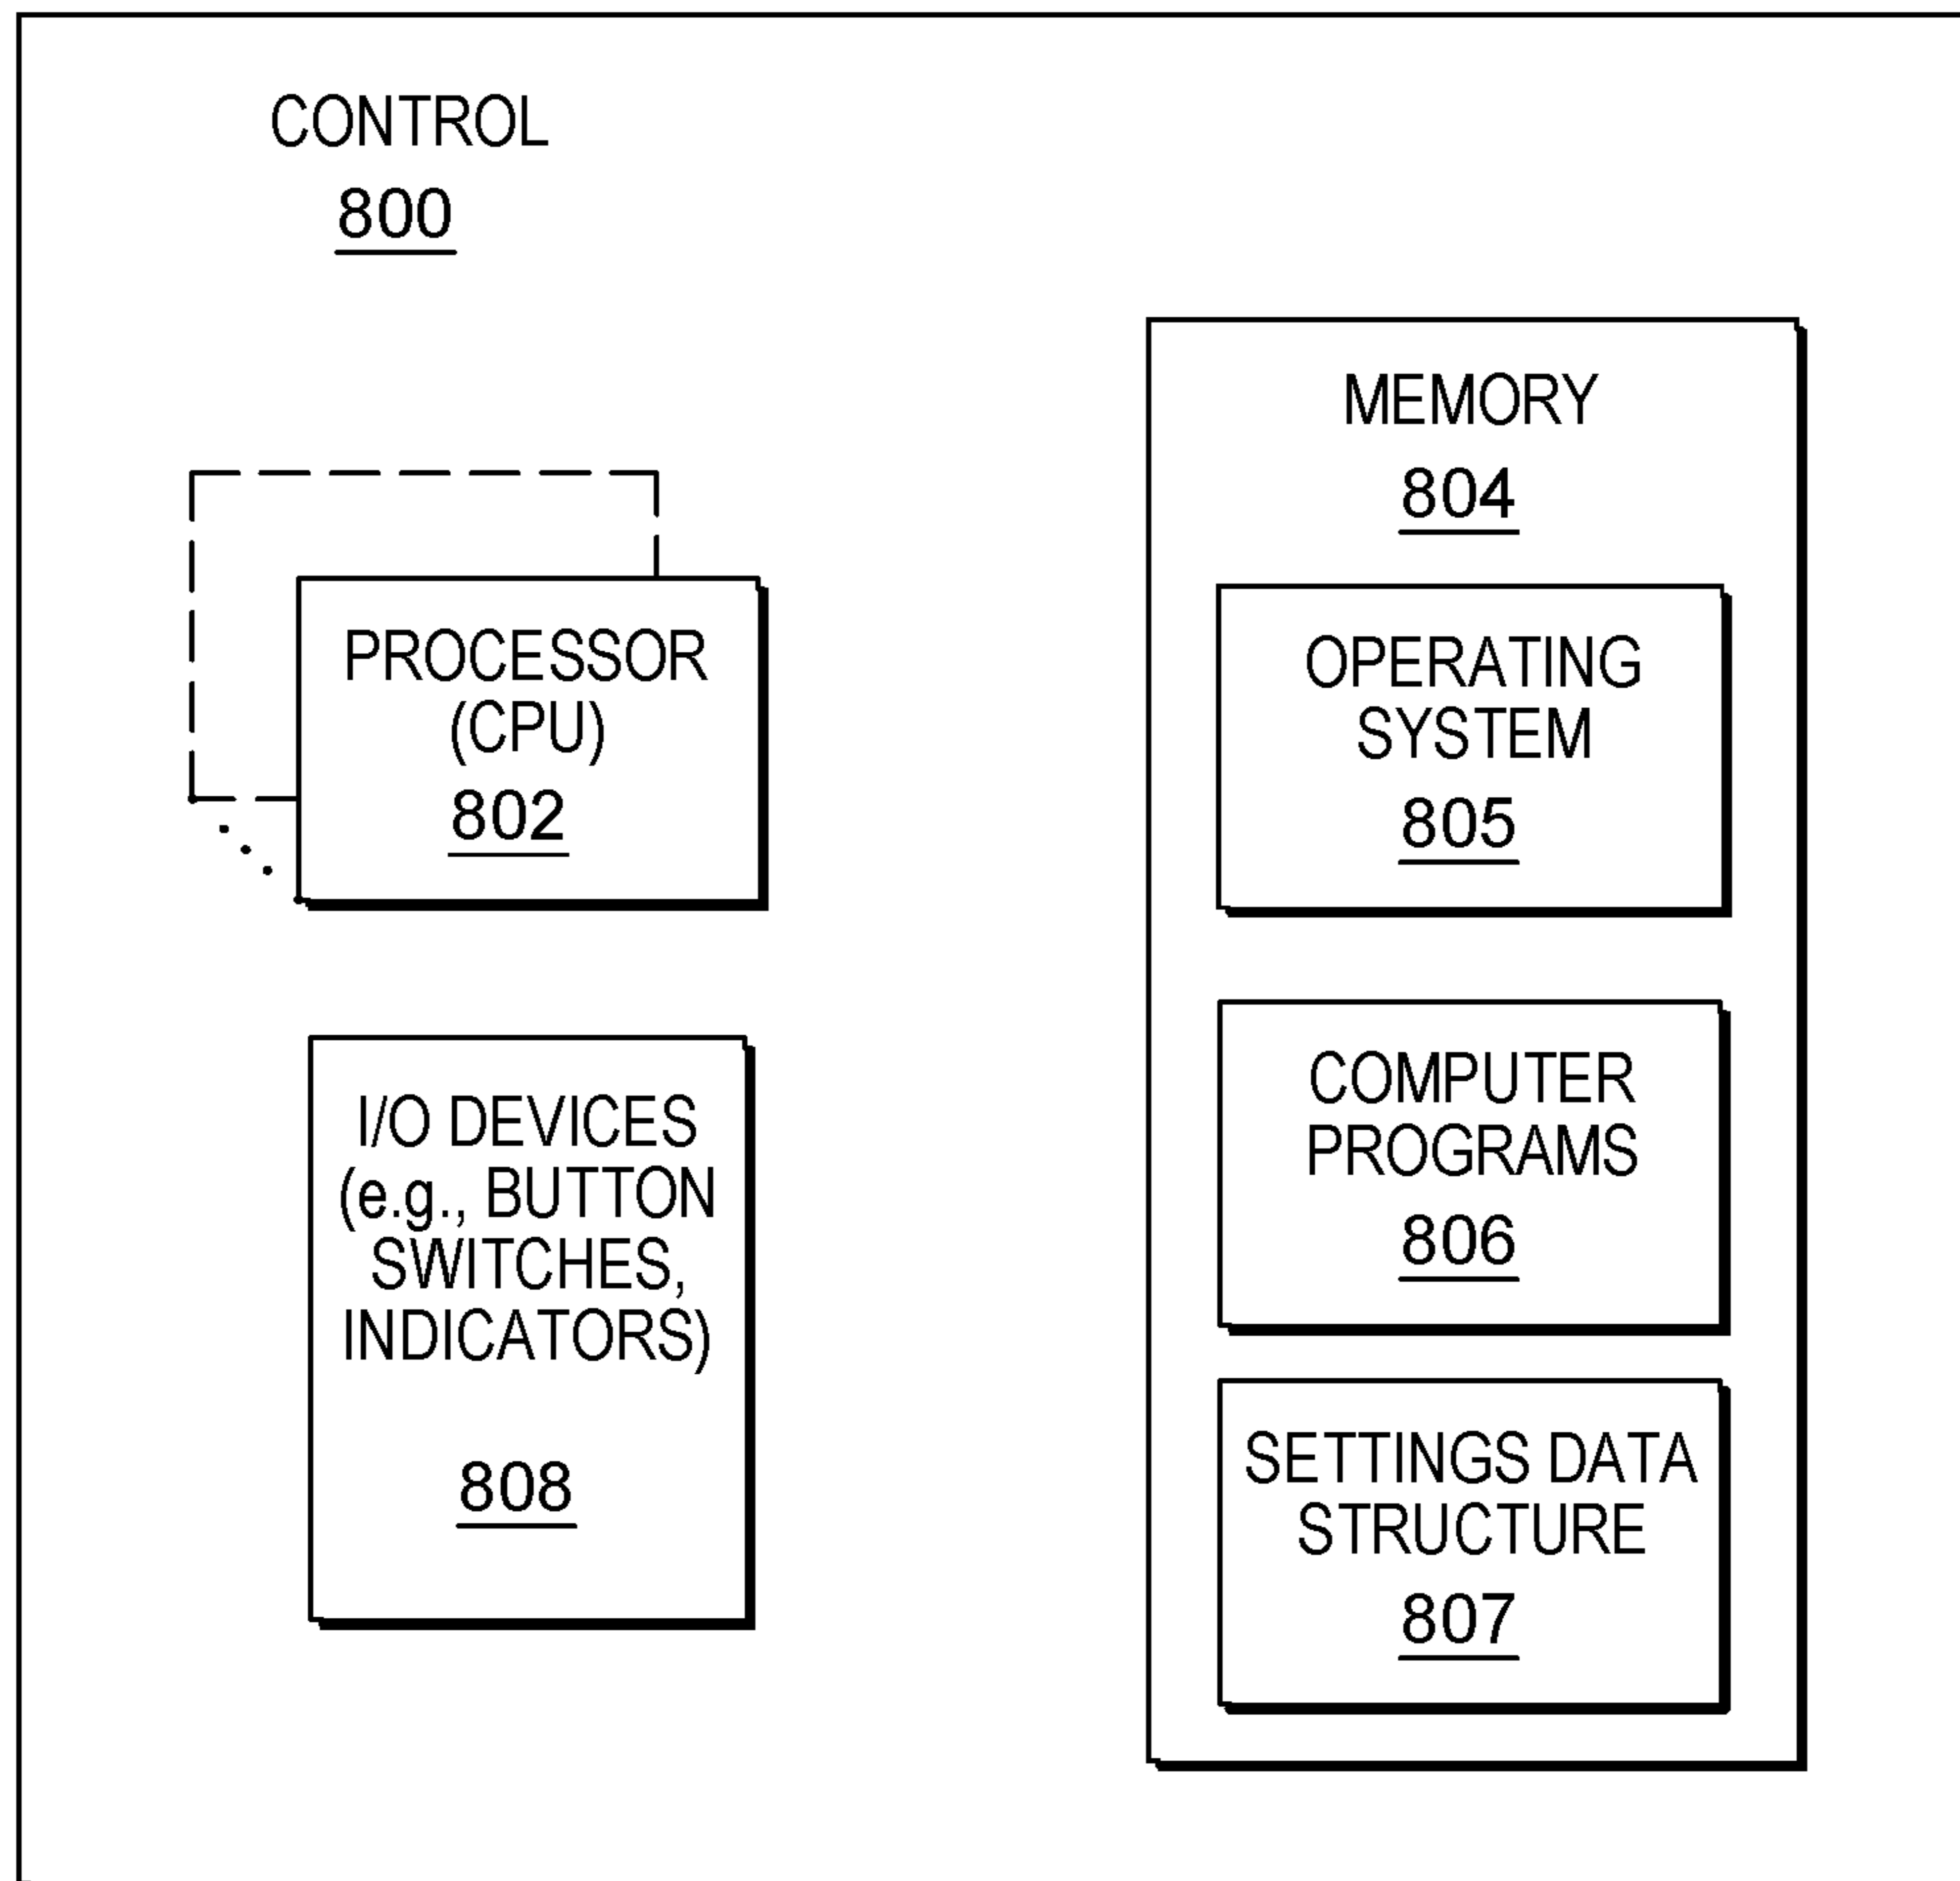 CONTROL
800
PROCESSOR
(CPU)
802
I/O DEVICES
(e.g., BUTTON
SWITCHES,
INDICATORS)
808
MEMORY
804
OPERATING
SYSTEM
805
COMPUTER
PROGRAMS
806
SETTINGS DATA
STRUCTURE
807